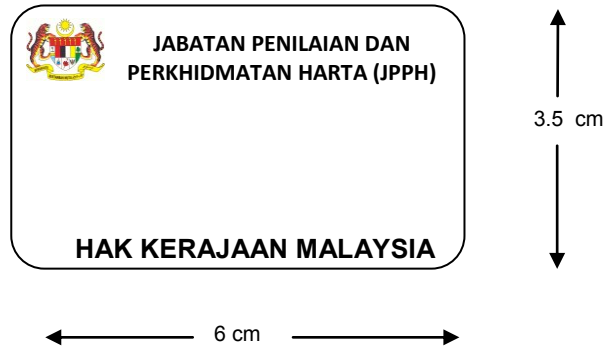 JABATAN PENILAIAN DAN
PERKHIDMATAN HARTA (JPPH)
3.5 cm
HAK KERAJAAN MALAYSIA
6 cm